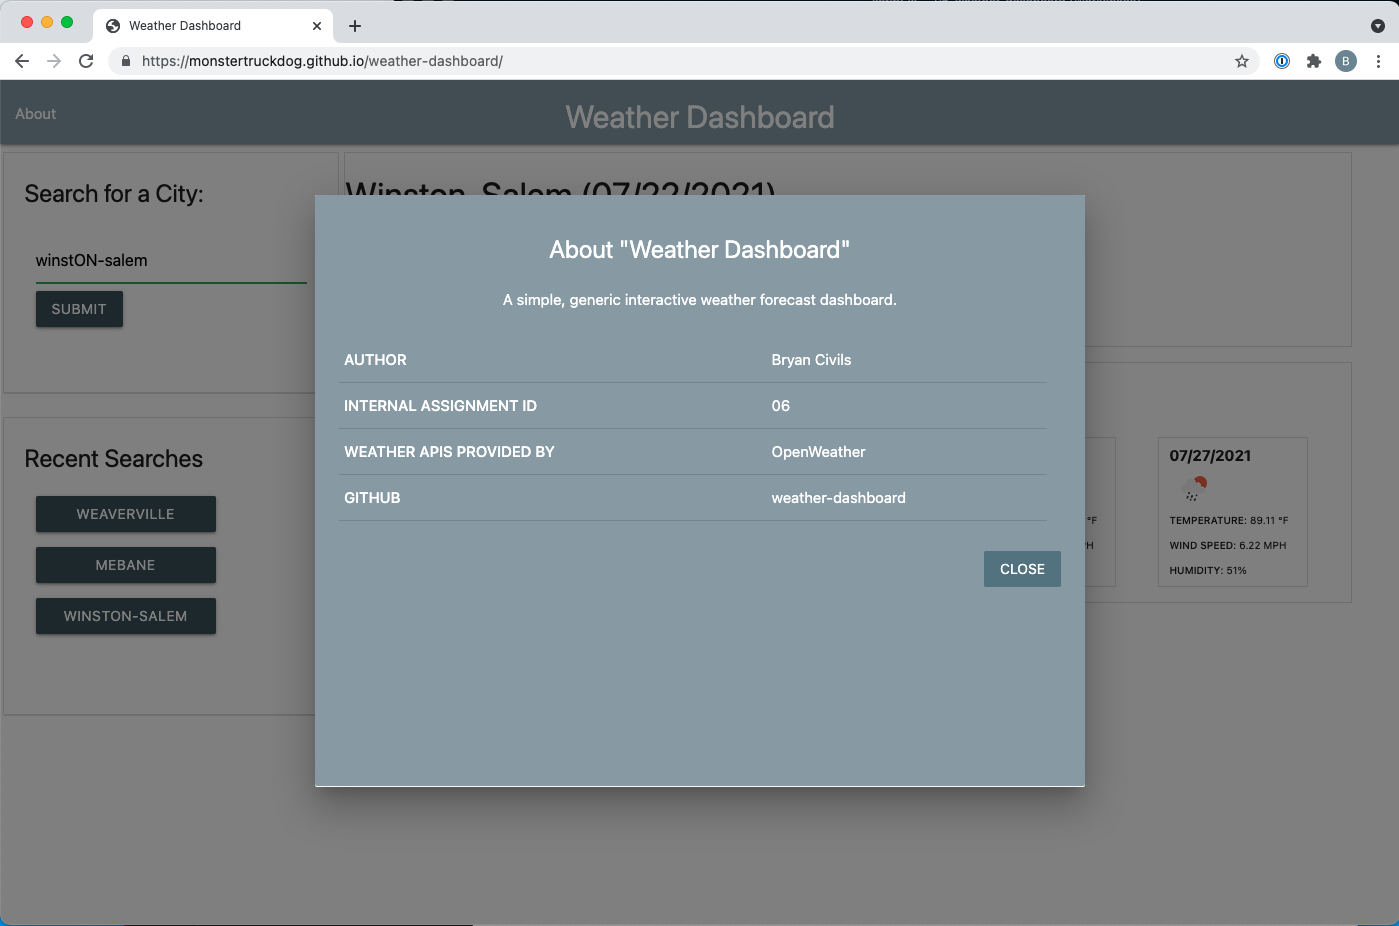 Weather Dashboard
https://monstertruckdog.github.io/weather-dashboard/
B
About
Weather Dashboard
Search for a City:
winstON-salem
SUBMIT
Recent Searches
WEAVERVILLE
MEBANE
WINSTON-SALEM
Winston-Salem (07/22/2021)
About "Weather Dashboard"
A simple, generic interactive weather forecast dashboard.
AUTHOR Bryan Civils
INTERNAL ASSIGNMENT ID 06
WEATHER APIS PROVIDED BY OpenWeather
GITHUB weather-dashboard
CLOSE
°F
PH
07/27/2021
TEMPERATURE: 89.11 °F
WIND SPEED: 6.22 MPH
HUMIDITY: 51%